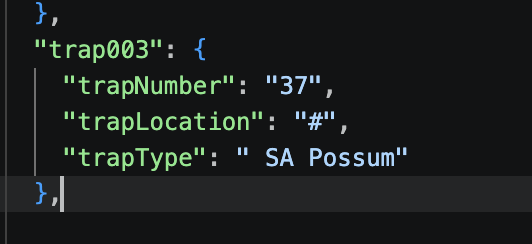 },
"trap003": {
"trapNumber": "37",
"trapLocation": "#",
"trapType": " SA Possum"
},